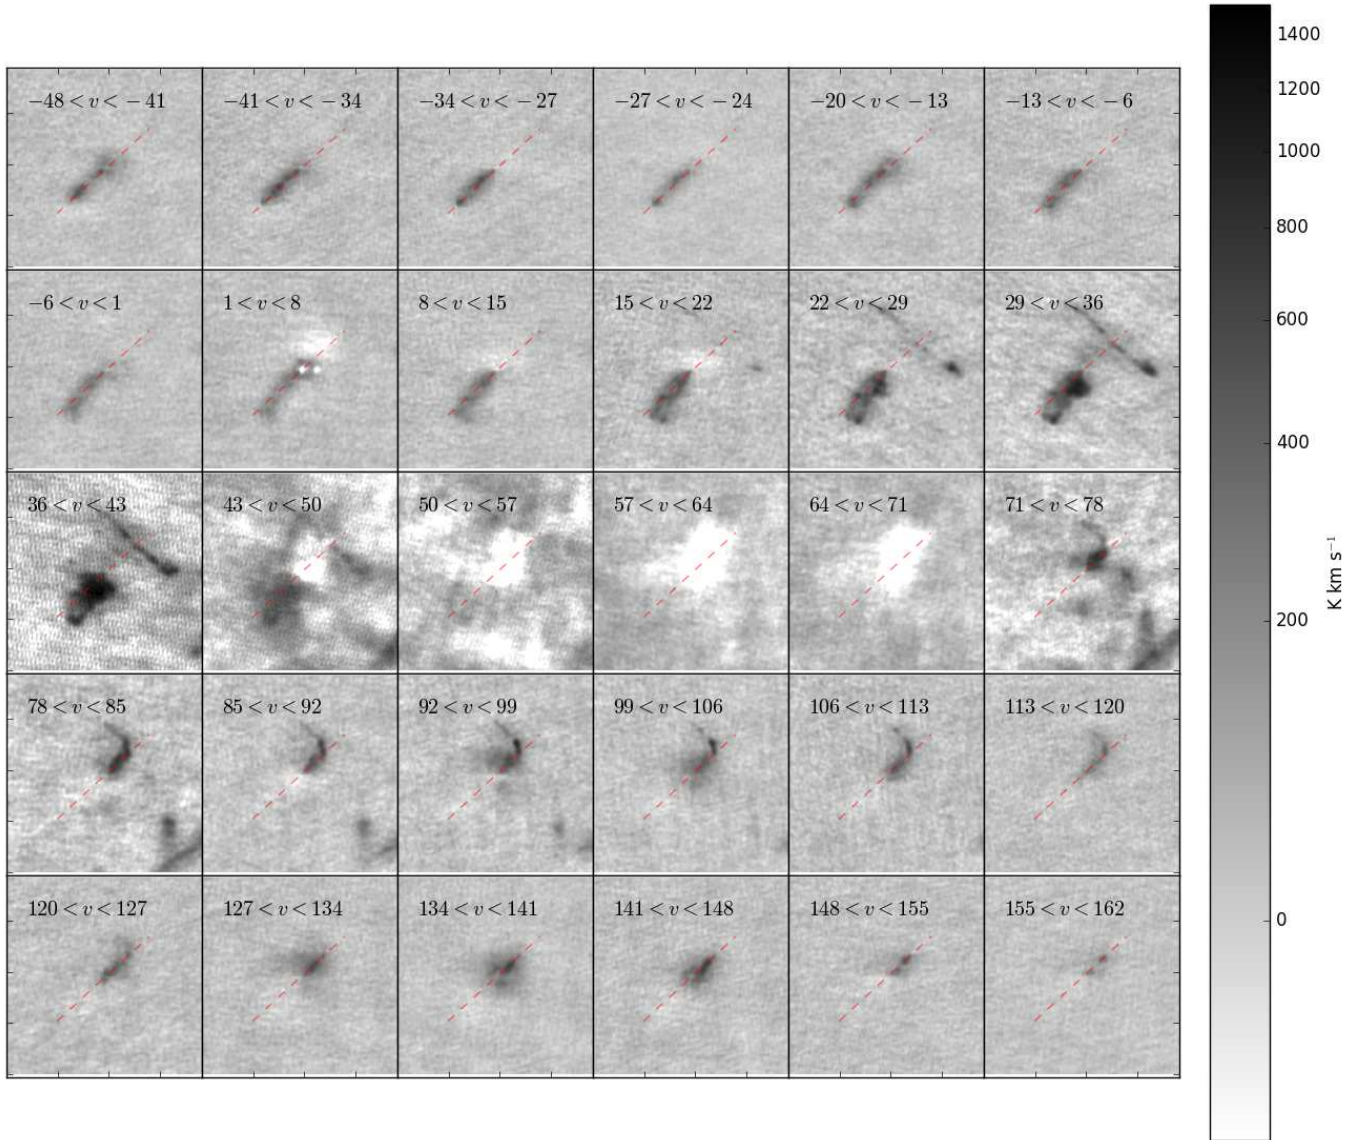 −48 < v < −41
−41 < v < −34
−34 < v < −27
−27 < v < −24
−20 < v < −13
−13 < v < −6
−6 < v < 1
1 < v < 8
8 < v < 15
15 < v < 22
22 < v < 29
29 < v < 36
36 < v < 43
43 < v < 50
50 < v < 57
57 < v < 64
64 < v < 71
71 < v < 78
78 < v < 85
85 < v < 92
92 < v < 99
99 < v < 106
106 < v < 113
113 < v < 120
120 < v < 127
127 < v < 134
134 < v < 141
141 < v < 148
148 < v < 155
155 < v < 162
1400
1200
1000
800
600
400
200
0
K km s⁻¹